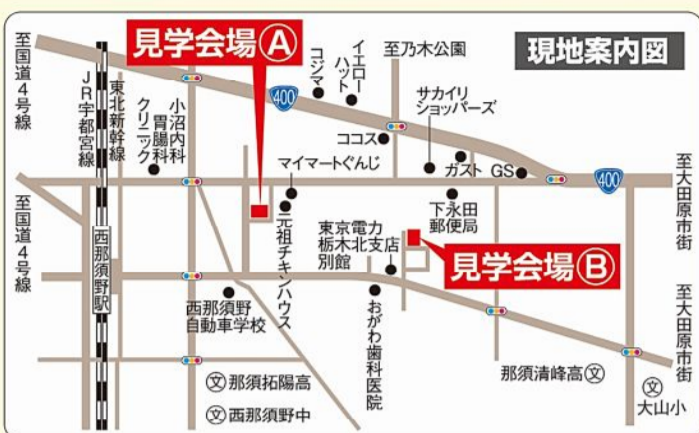 現地案内図
見学会場Ⓐ
至国道4号線
JR宇都宮線
東北新幹線
小沼内科
胃腸科
クリニック
400
コジマ
イエロー
ハット
至乃木公園
サカイリ
ショッパーズ
ココス
ガスト
GS
400
至大田原市街
マイマートぐんじ
下永田
郵便局
至国道4号線
西那須野駅
元祖チキンハウス
東京電力
栃木北支店
別館
見学会場Ⓑ
西那須野
自動車学校
おがわ歯科医院
至大田原市街
文那須拓陽高
文西那須野中
那須清峰高文
文
大山小